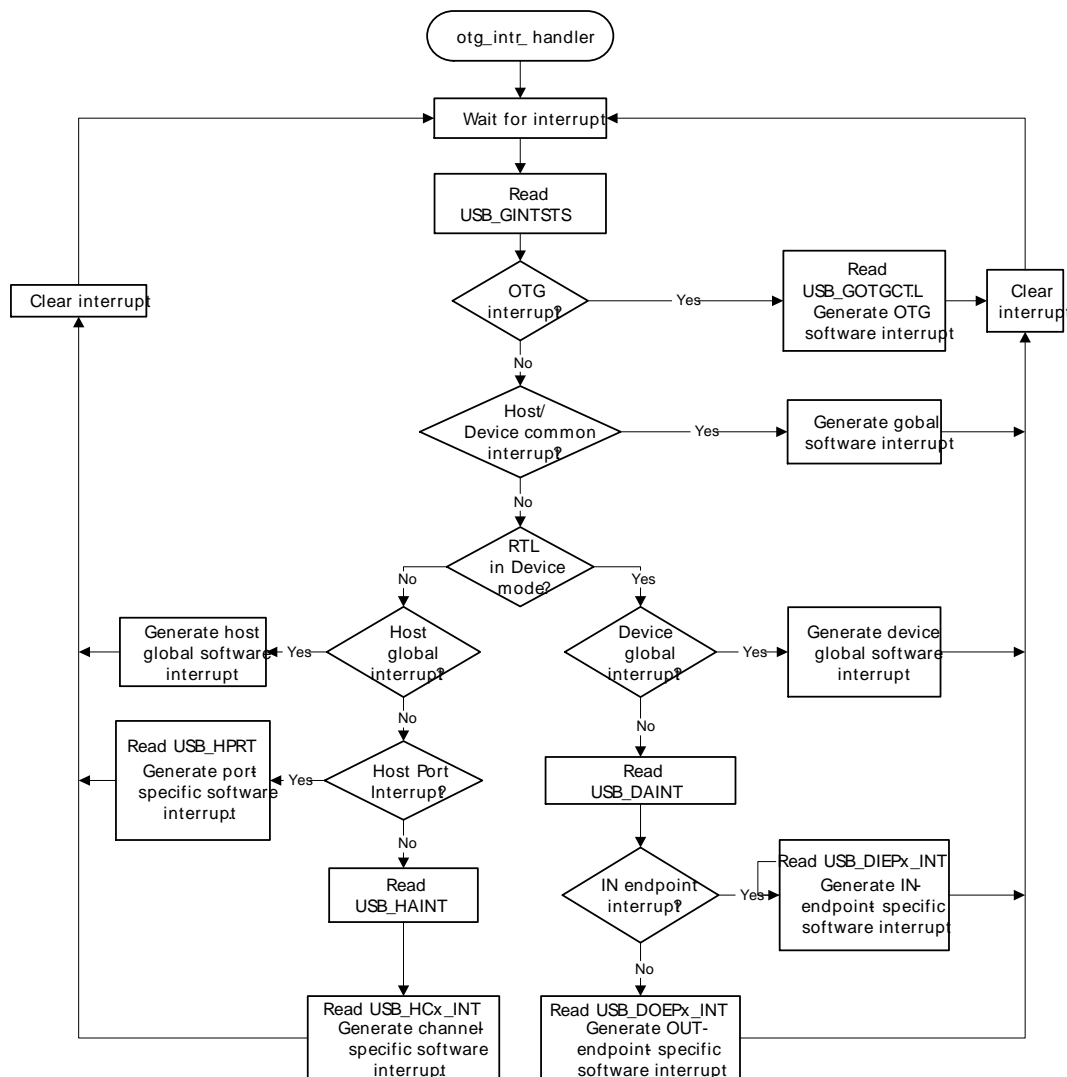 otg_intr_ handler
Wait for interrupt
Read
USB_GINTSTS
OTG
interrupt?
Yes
Read
USB_GOTGCT.L
Generate OTG
software interrupt
Clear
interrupt
Clear interrupt
No
Host/
Device common
interrupt?
Yes
Generate gobal
software interrupt
No
RTL
in Device
mode?
No
Yes
Generate host
global software
interrupt
Yes
Host
global
interrupt?
Device
global
interrupt?
Yes
Generate device
global software
interrupt
No
No
Read USB_HPRT
Generate port-
specific software
interrup.t
Yes
Host Port
Interrupt?
Read
USB_DAINT
No
Read
USB_HAINT
IN endpoint
interrupt?
Yes
Read USB_DIEPx_INT
Generate IN-
endpoint- specific
software interrupt
No
Read USB_HCx_INT
Generate channel-
specific software
interrup.t
Read USB_DOEPx_INT
Generate OUT-
endpoint- specific
software interrupt